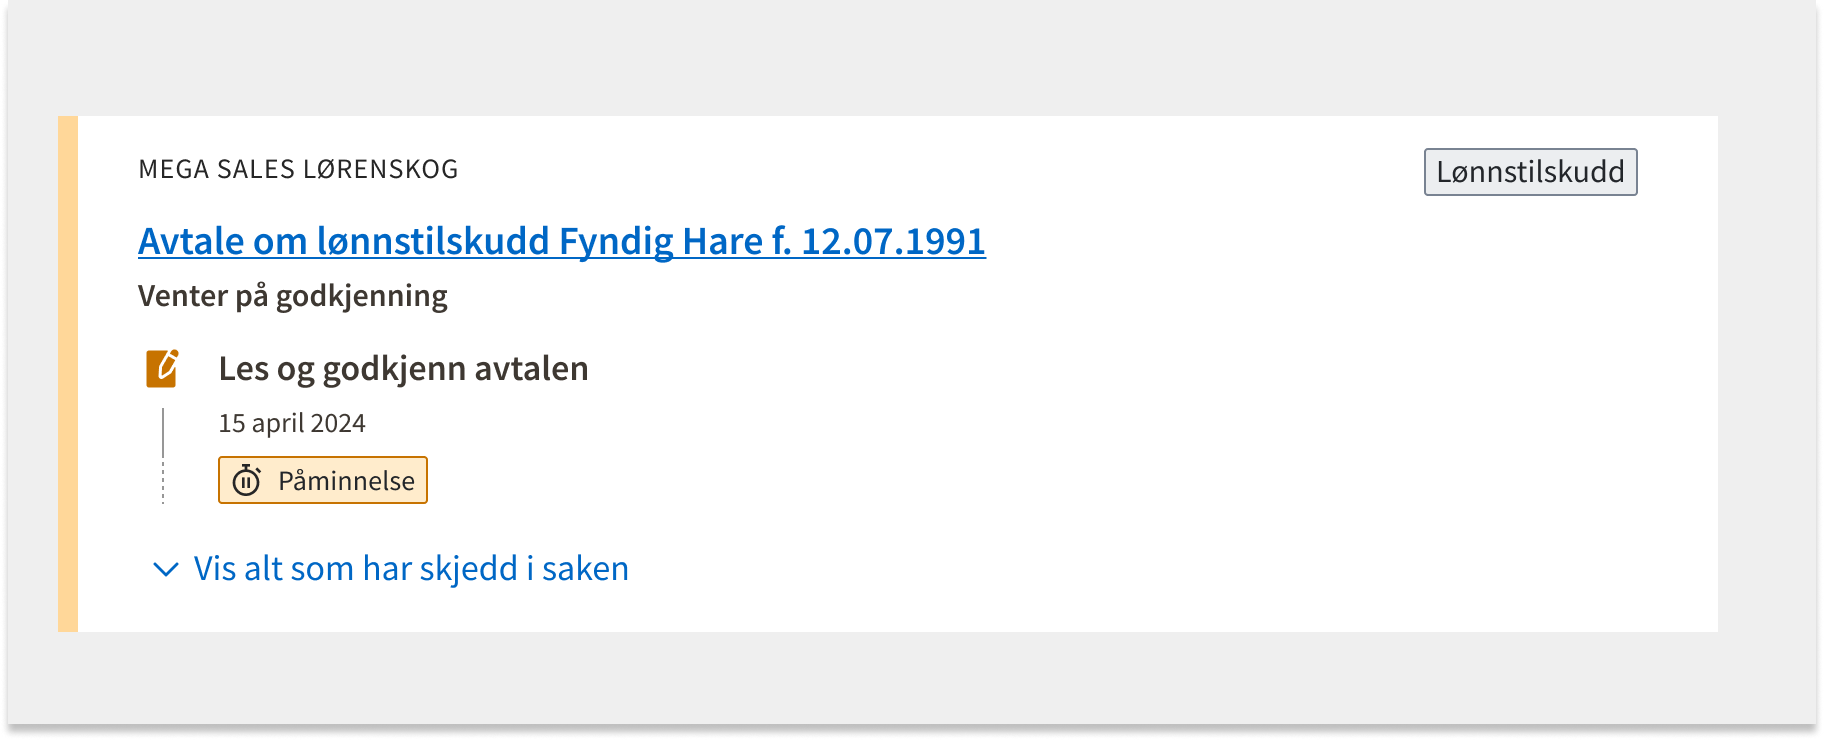 MEGA SALES LØRENSKOG
Lønnstilskudd
Avtale om lønnstilskudd Fyndig Hare f. 12.07.1991
Venter på godkjenning
Les og godkjenn avtalen
15 april 2024
Påminnelse
Vis alt som har skjedd i saken